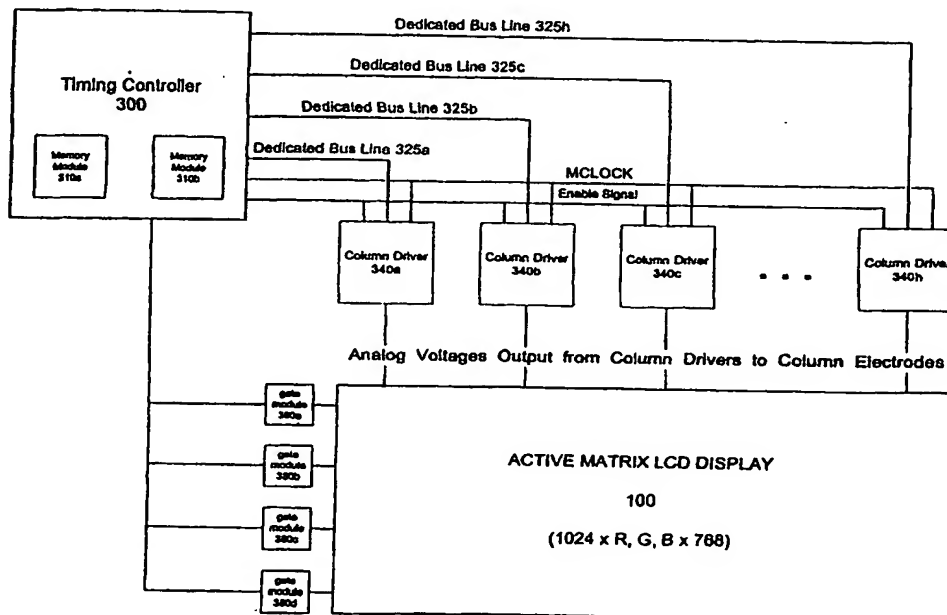 Dedicated Bus Line 325h
Dedicated Bus Line 325c
Timing Controller
300
Dedicated Bus Line 325b
Memory
Module
310a
Memory
Module
310b
Dedicated Bus Line 325a
MCLOCK
Enable Signal
Column Driver
340a
Column Driver
340b
Column Driver
340c
Column Driver
340h
Analog Voltages Output from Column Drivers to Column Electrodes
gate
module
380a
gate
module
380b
gate
module
380c
gate
module
380d
ACTIVE MATRIX LCD DISPLAY
100
(1024 x R, G, B x 768)